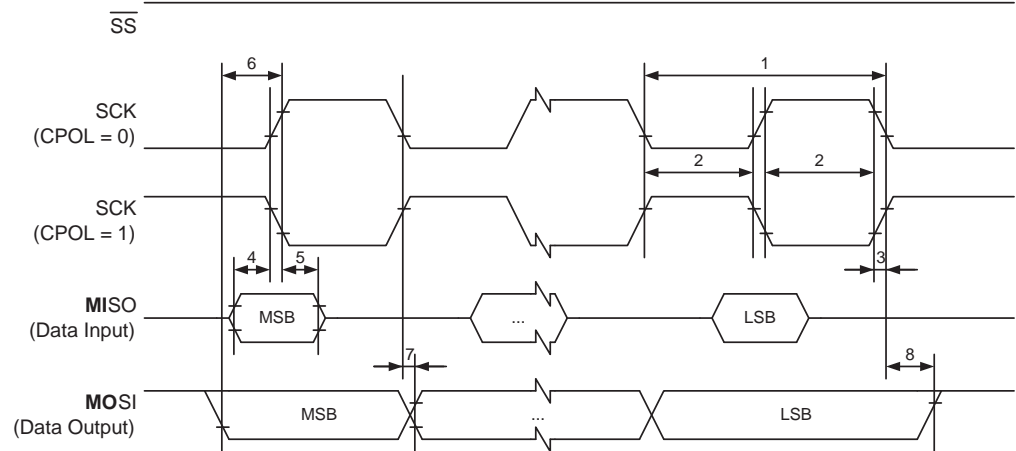 SS
6
1
SCK
(CPOL = 0)
2
2
SCK
(CPOL = 1)
4
5
3
MISO
(Data Input)
MSB
...
LSB
7
8
MOSI
(Data Output)
MSB
...
LSB